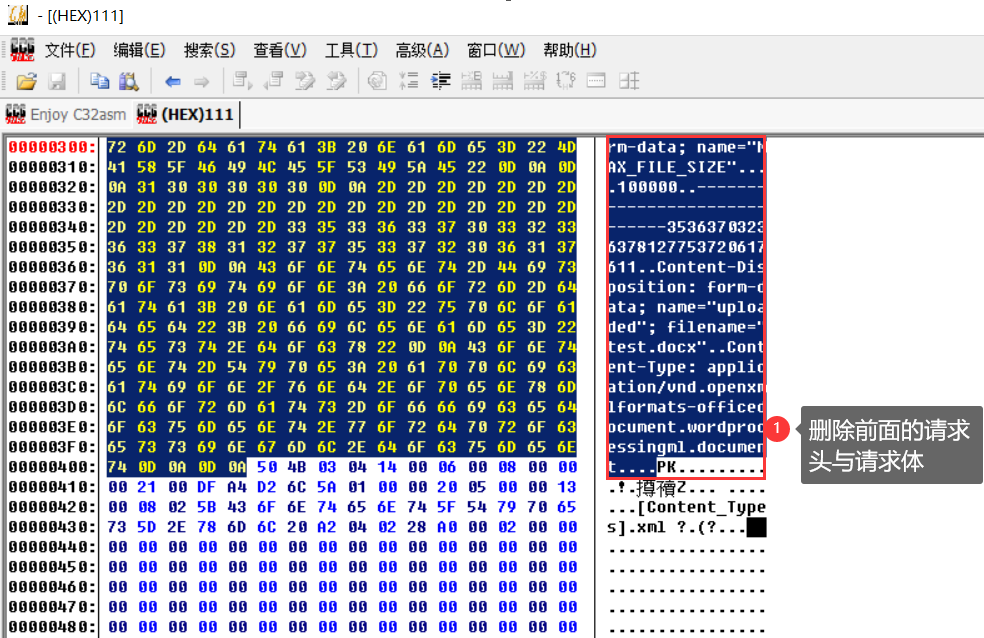 - [(HEX)111]
文件(F) 编辑(E) 搜索(S) 查看(V) 工具(T) 高级(A) 窗口(W) 帮助(H)
Enjoy C32asm (HEX)111
00000300: 72 6D 2D 64 61 74 61 3B 20 6E 61 6D 65 3D 22 4D rm-data; name="M
00000310: 41 58 5F 46 49 4C 45 5F 53 49 5A 45 22 0D 0A 0D AX_FILE_SIZE"...
00000320: 0A 31 30 30 30 30 30 0D 0A 2D 2D 2D 2D 2D 2D 2D .100000..-------
00000330: 2D 2D 2D 2D 2D 2D 2D 2D 2D 2D 2D 2D 2D 2D 2D 2D ----------------
00000340: 2D 2D 2D 2D 2D 2D 33 35 33 36 33 37 30 33 32 33 ------3536370323
00000350: 36 33 37 38 31 32 37 37 35 33 37 32 30 36 31 37 6378127753720617
00000360: 36 31 31 0D 0A 43 6F 6E 74 65 6E 74 2D 44 69 73 611..Content-Dis
00000370: 70 6F 73 69 74 69 6F 6E 3A 20 66 6F 72 6D 2D 64 position: form-d
00000380: 61 74 61 3B 20 6E 61 6D 65 3D 22 75 70 6C 6F 61 ata; name="uploa
00000390: 64 65 64 22 3B 20 66 69 6C 65 6E 61 6D 65 3D 22 ded"; filename="
000003A0: 74 65 73 74 2E 64 6F 63 78 22 0D 0A 43 6F 6E 74 test.docx"..Cont
000003B0: 65 6E 74 2D 54 79 70 65 3A 20 61 70 70 6C 69 63 ent-Type: applic
000003C0: 61 74 69 6F 6E 2F 76 6E 64 2E 6F 70 65 6E 78 6D ation/vnd.openxm
000003D0: 6C 66 6F 72 6D 61 74 73 2D 6F 66 66 69 63 65 64 lformats-officed
000003E0: 6F 63 75 6D 65 6E 74 2E 77 6F 72 64 70 72 6F 63 ocument.wordproc
000003F0: 65 73 73 69 6E 67 6D 6C 2E 64 6F 63 75 6D 65 6E essingml.documen
00000400: 74 0D 0A 0D 0A 50 4B 03 04 14 00 06 00 08 00 00 t....PK.........
00000410: 00 21 00 DF A4 D2 6C 5A 01 00 00 20 05 00 00 13 .!.撙襩Z... ....
00000420: 00 08 02 5B 43 6F 6E 74 65 6E 74 5F 54 79 70 65 ...[Content_Type
00000430: 73 5D 2E 78 6D 6C 20 A2 04 02 28 A0 00 02 00 00 s].xml ?.(?...
00000440: 00 00 00 00 00 00 00 00 00 00 00 00 00 00 00 00 ................
00000450: 00 00 00 00 00 00 00 00 00 00 00 00 00 00 00 00 ................
00000460: 00 00 00 00 00 00 00 00 00 00 00 00 00 00 00 00 ................
00000470: 00 00 00 00 00 00 00 00 00 00 00 00 00 00 00 00 ................
00000480: 00 00 00 00 00 00 00 00 00 00 00 00 00 00 00 00 ................
1
删除前面的请求
头与请求体